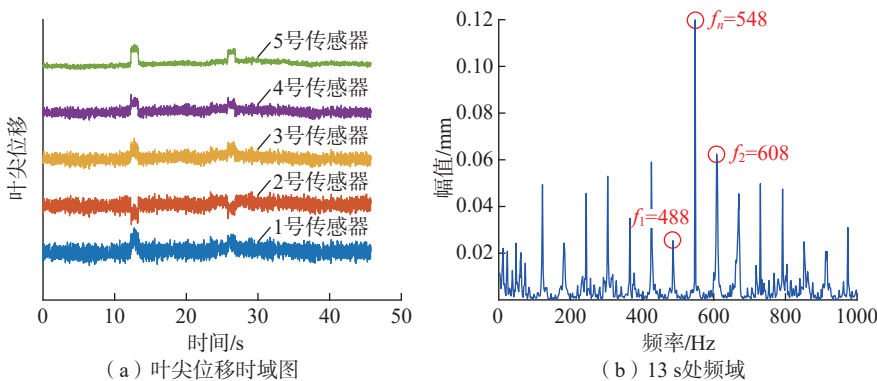 叶尖位移
5号传感器
4号传感器
3号传感器
2号传感器
1号传感器
0 10 20 30 40 50
时间/s
（a）叶尖位移时域图
幅值/mm
0.12
0.10
0.08
0.06
0.04
0.02
fn=548
f2=608
f1=488
0 200 400 600 800 1000
频率/Hz
（b）13 s处频域